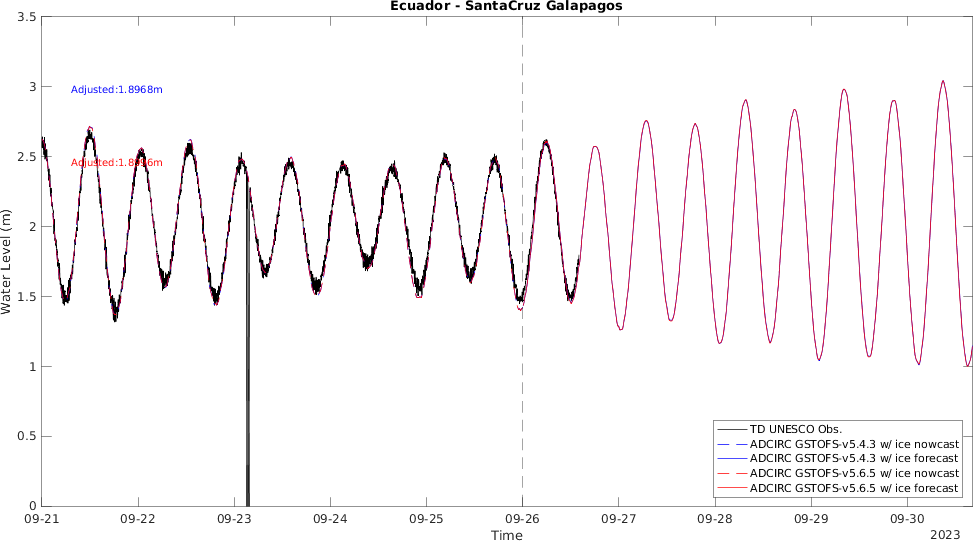 Ecuador - SantaCruz Galapagos
3.5
3
2.5
2
1.5
1
0.5
0
Water Level (m)
Adjusted:1.8968m
Adjusted:1.8996m
TD UNESCO Obs.
ADCIRC GSTOFS-v5.4.3 w/ ice nowcast
ADCIRC GSTOFS-v5.4.3 w/ ice forecast
ADCIRC GSTOFS-v5.6.5 w/ ice nowcast
ADCIRC GSTOFS-v5.6.5 w/ ice forecast
09-21 09-22 09-23 09-24 09-25 09-26 09-27 09-28 09-29 09-30
Time
2023